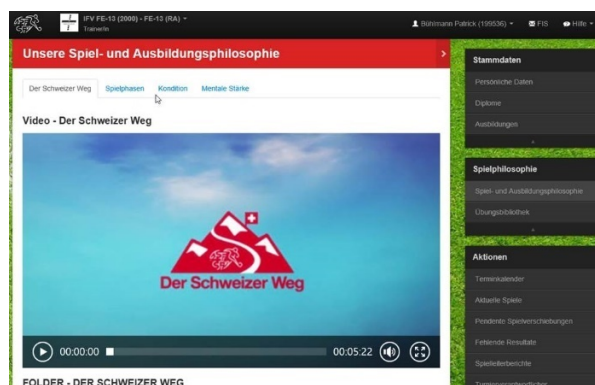 IFV FE-13 (2000) - FE-13 (RA)
TrainerIn
Bühlmann Patrick (199536)
FIS
Hilfe
Unsere Spiel- und Ausbildungsphilosophie
Der Schweizer Weg
Spielphasen
Kondition
Mentale Stärke
Video - Der Schweizer Weg
Der Schweizer Weg
00:00:00
00:05:22
FOLDER - DER SCHWEIZER WEG
Stammdaten
Persönliche Daten
Diplome
Ausbildungen
Spielphilosophie
Spiel- und Ausbildungsphilosophie
Übungsbibliothek
Aktionen
Terminkalender
Aktuelle Spiele
Pendente Spielverschiebungen
Fehlende Resultate
Spielleiterberichte